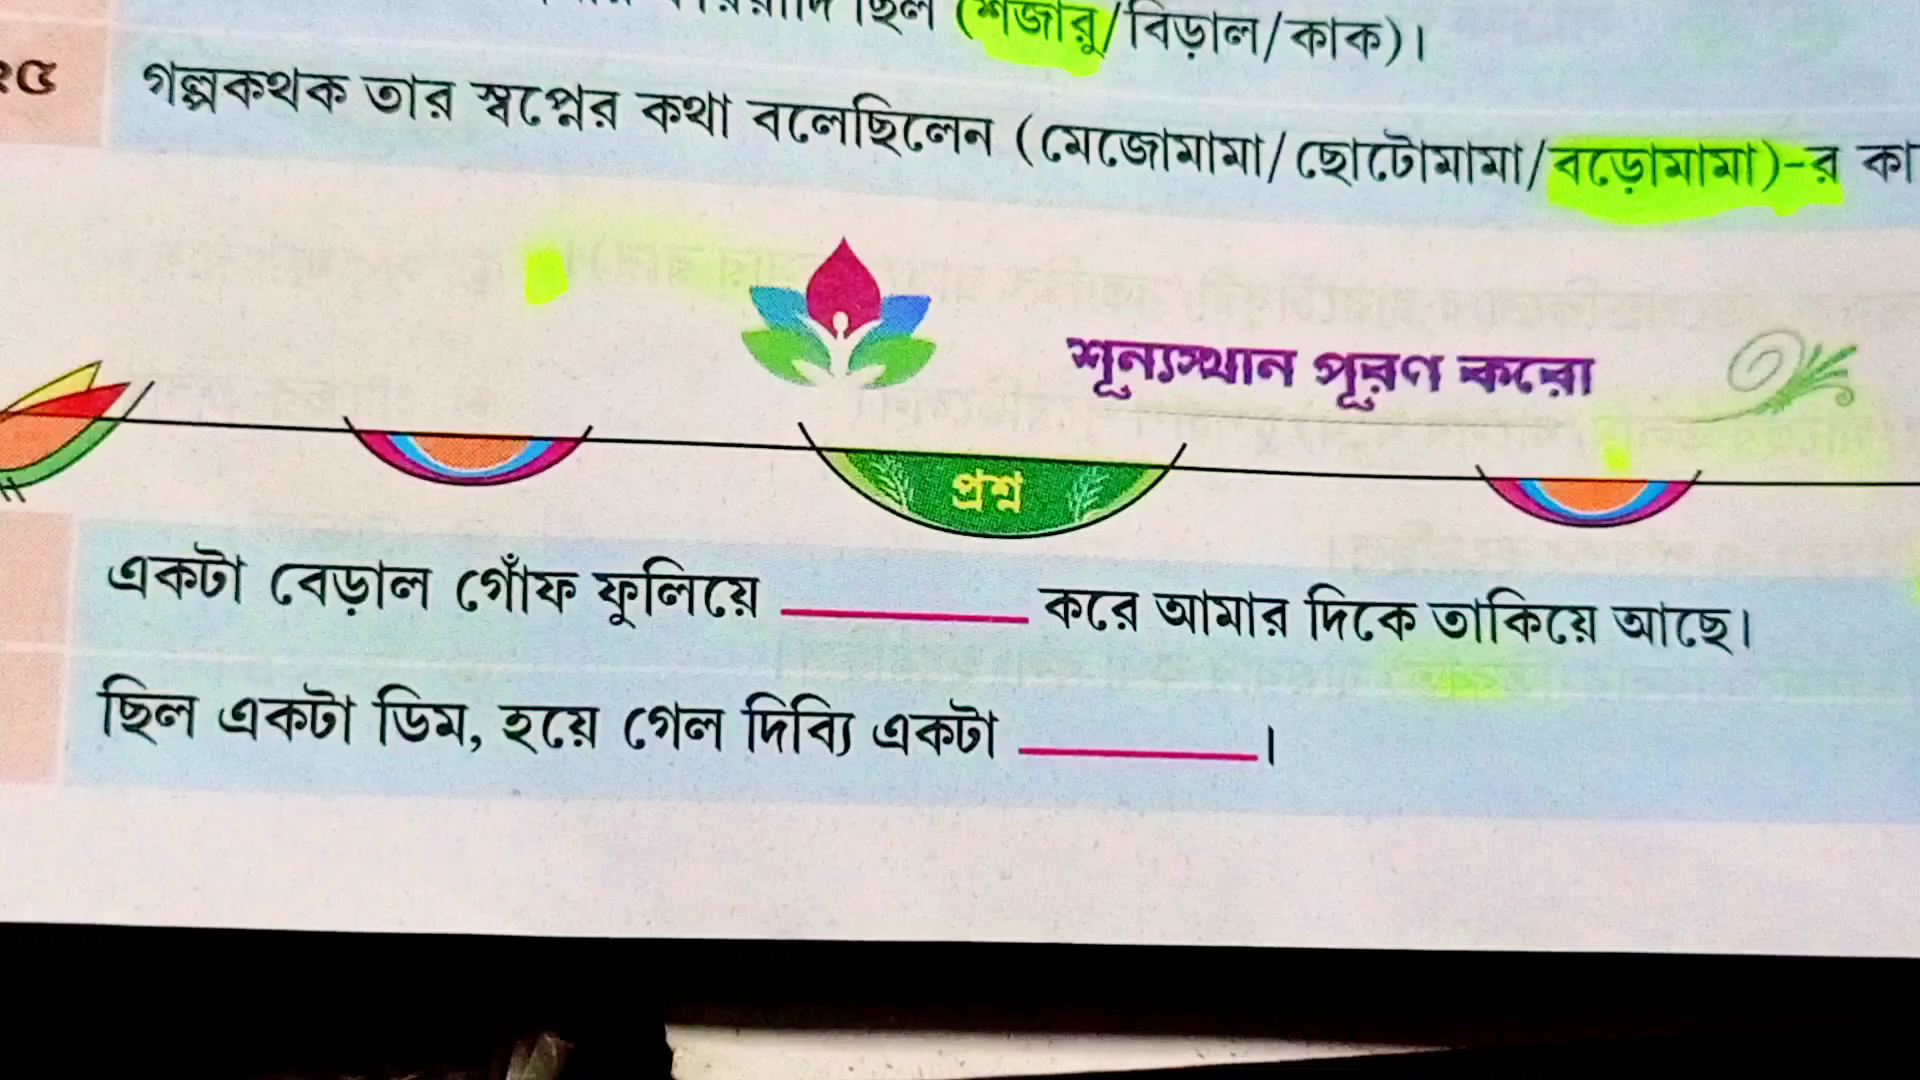 ছিল (শজারু/বিড়াল/কাক)।
২৫ গল্পকথক তার স্বপ্নের কথা বলেছিলেন (মেজোমামা/ছোটোমামা/বড়োমামা)-র কা
শূন্যস্থান পূরণ করো
প্রশ্ন
একটা বেড়াল গোঁফ ফুলিয়ে ________ করে আমার দিকে তাকিয়ে আছে।
ছিল একটা ডিম, হয়ে গেল দিব্যি একটা ________।